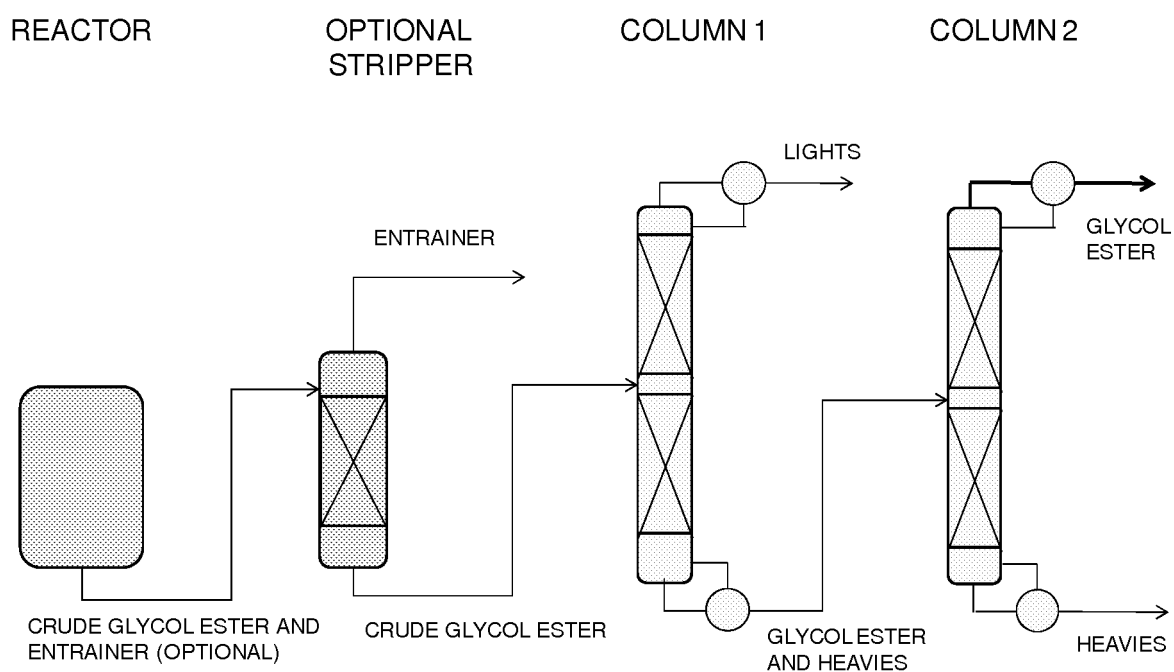 REACTOR
OPTIONAL
STRIPPER
COLUMN 1
COLUMN 2
LIGHTS
ENTRAINER
GLYCOL
ESTER
CRUDE GLYCOL ESTER AND
ENTRAINER (OPTIONAL)
CRUDE GLYCOL ESTER
GLYCOL ESTER
AND HEAVIES
HEAVIES